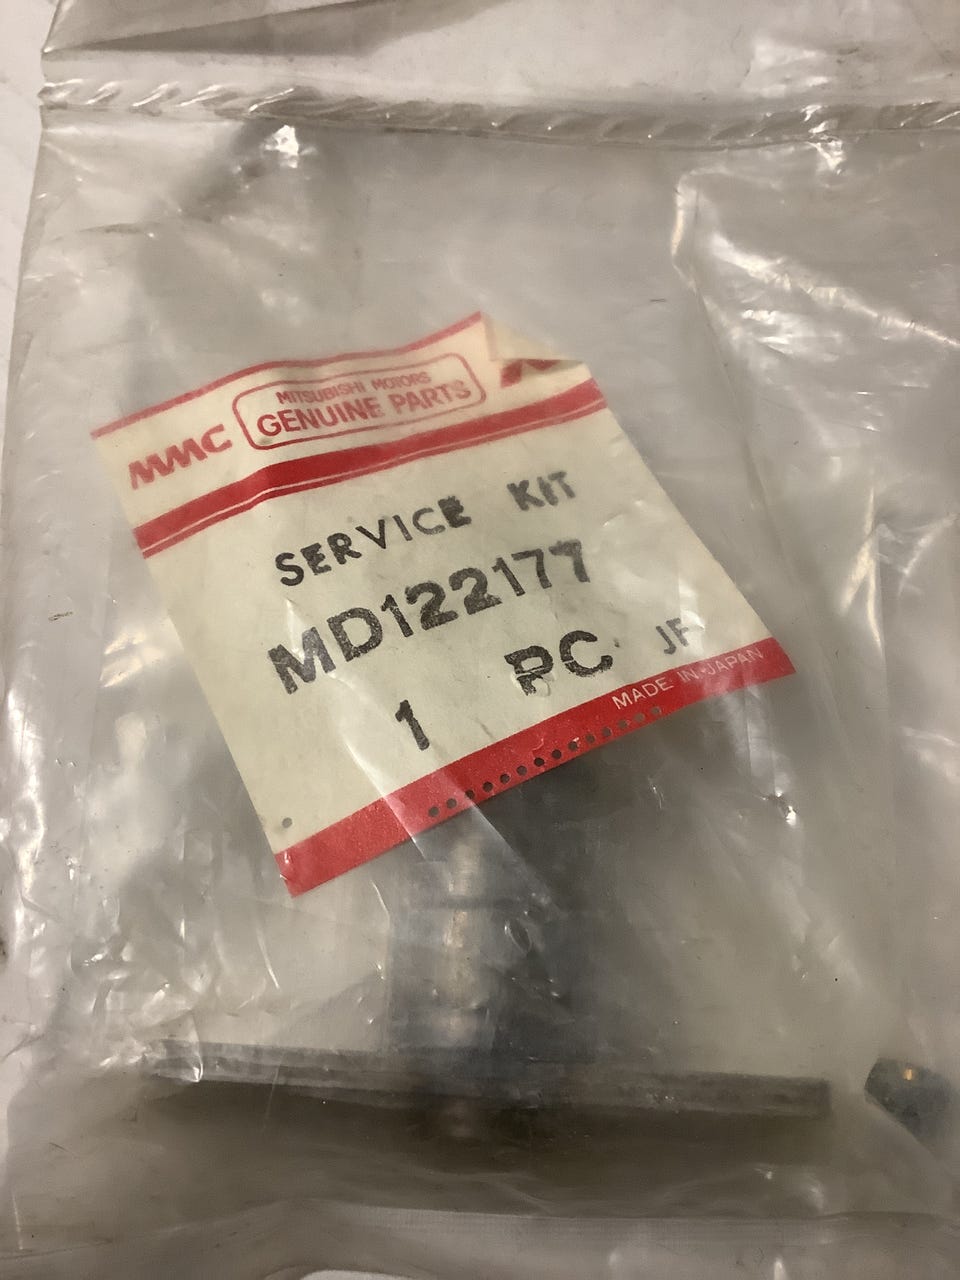 MMC
MITSUBISHI MOTORS
GENUINE PARTS
SERVICE KIT
MD122177
1 PC JF
MADE IN JAPAN